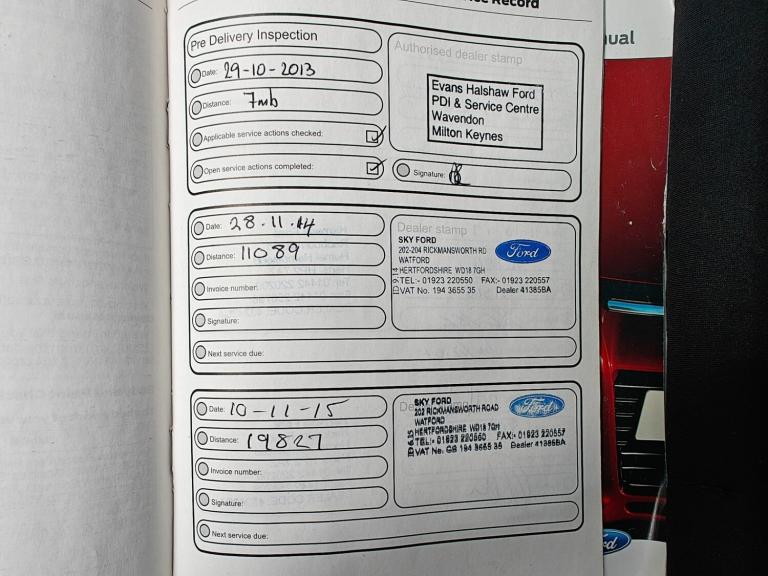 Record
Pre Delivery Inspection
Date: 29-10-2013
Distance: 7mls
Applicable service actions checked:
Open service actions completed:
Authorised dealer stamp
Evans Halshaw Ford
PDI & Service Centre
Wavendon
Milton Keynes
Signature:
Date: 28.11.14
Distance: 11089
Invoice number:
Signature:
Next service due:
Dealer stamp
SKY FORD
202-204 RICKMANSWORTH RD
WATFORD
HERTFORDSHIRE WD18 7GH
TEL:- 01923 220550 FAX:- 01923 220557
VAT No. 194 3655 35 Dealer 41385BA
Ford
Date: 10-11-15
Distance: 19827
Invoice number:
Signature:
Next service due:
SKY FORD
202 RICKMANSWORTH ROAD
WATFORD
HERTFORDSHIRE WD18 7GH
TEL:- 01923 220550 FAX:- 01923 220557
VAT No. GB 194 3655 35 Dealer 41385BA
Ford